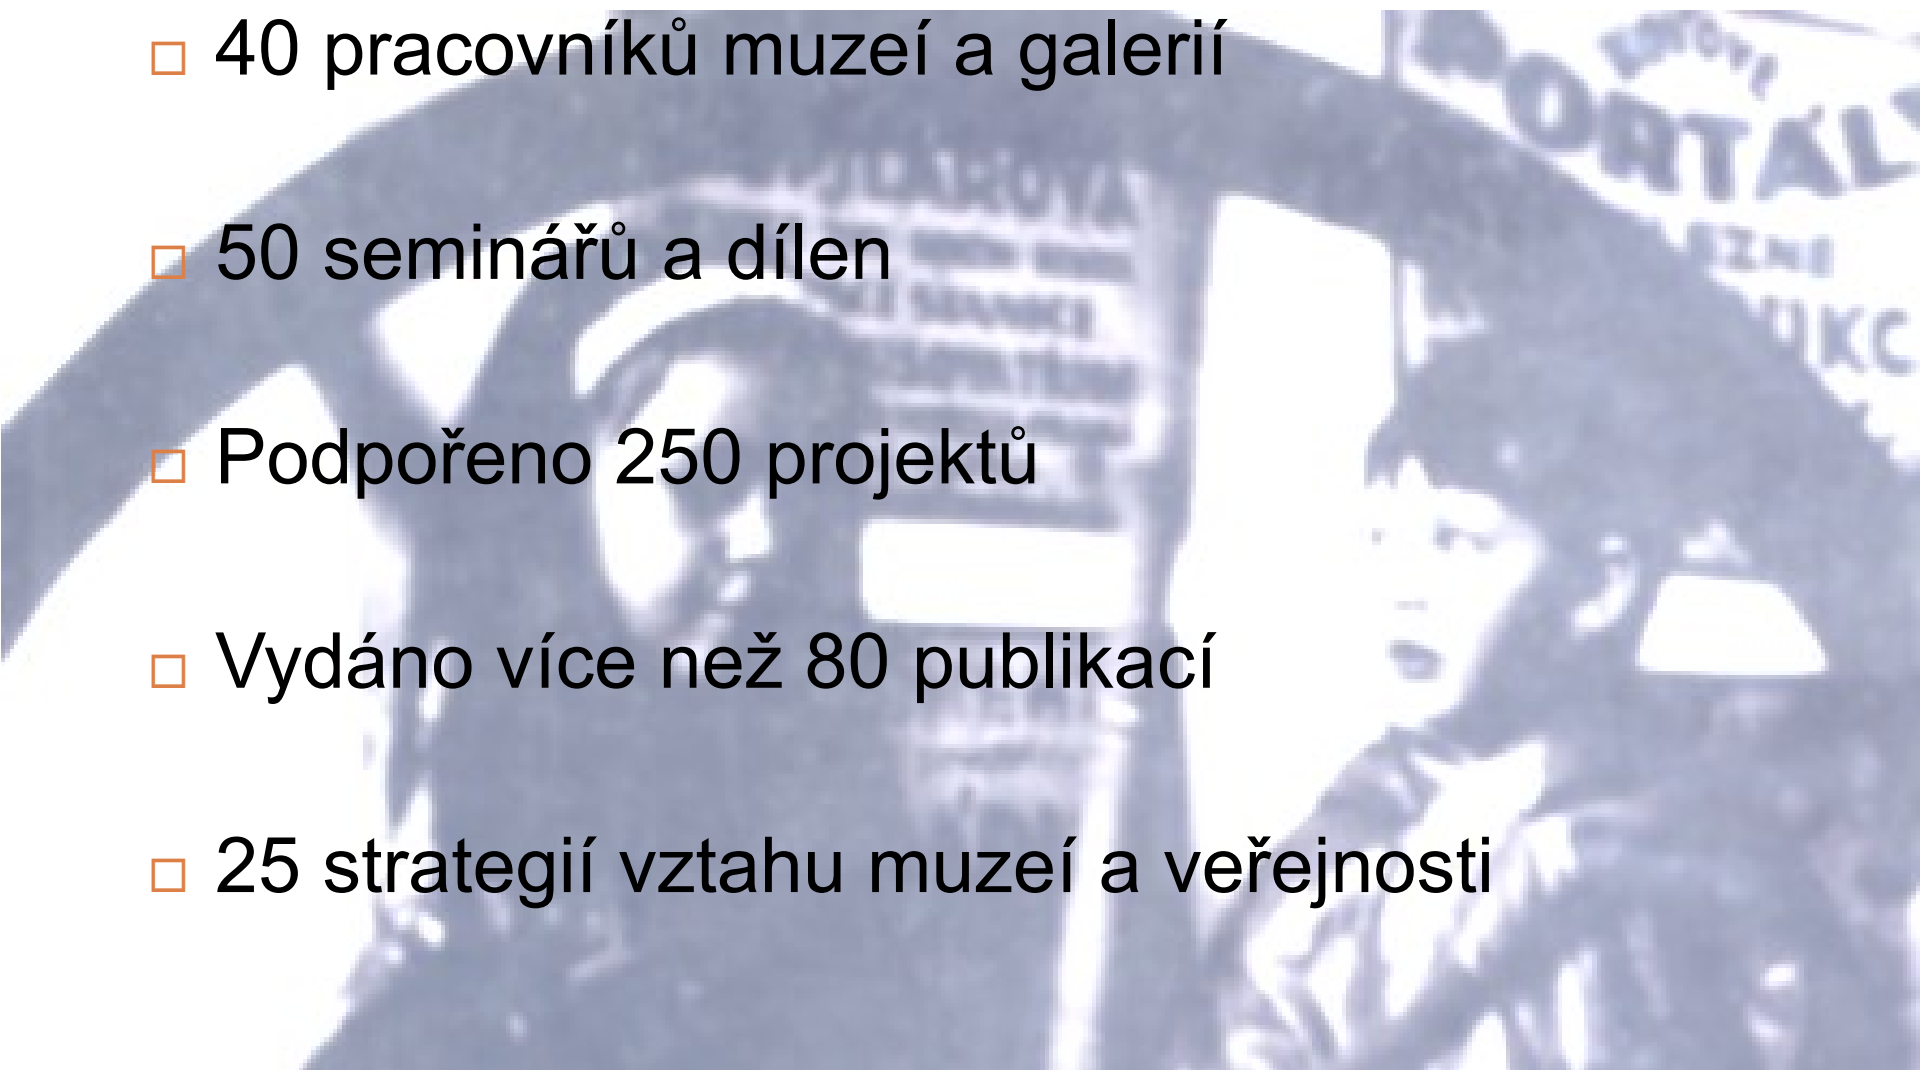 40 pracovníků muzeí a galerií
50 seminářů a dílen
Podpořeno 250 projektů
Vydáno více než 80 publikací
25 strategií vztahu muzeí a veřejnosti
PORTÁLY